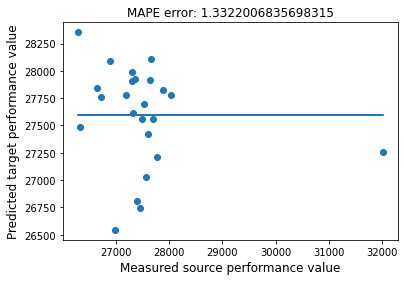 MAPE error: 1.3322006835698315
Predicted target performance value
28250
28000
27750
27500
27250
27000
26750
26500
27000 28000 29000 30000 31000 32000
Measured source performance value